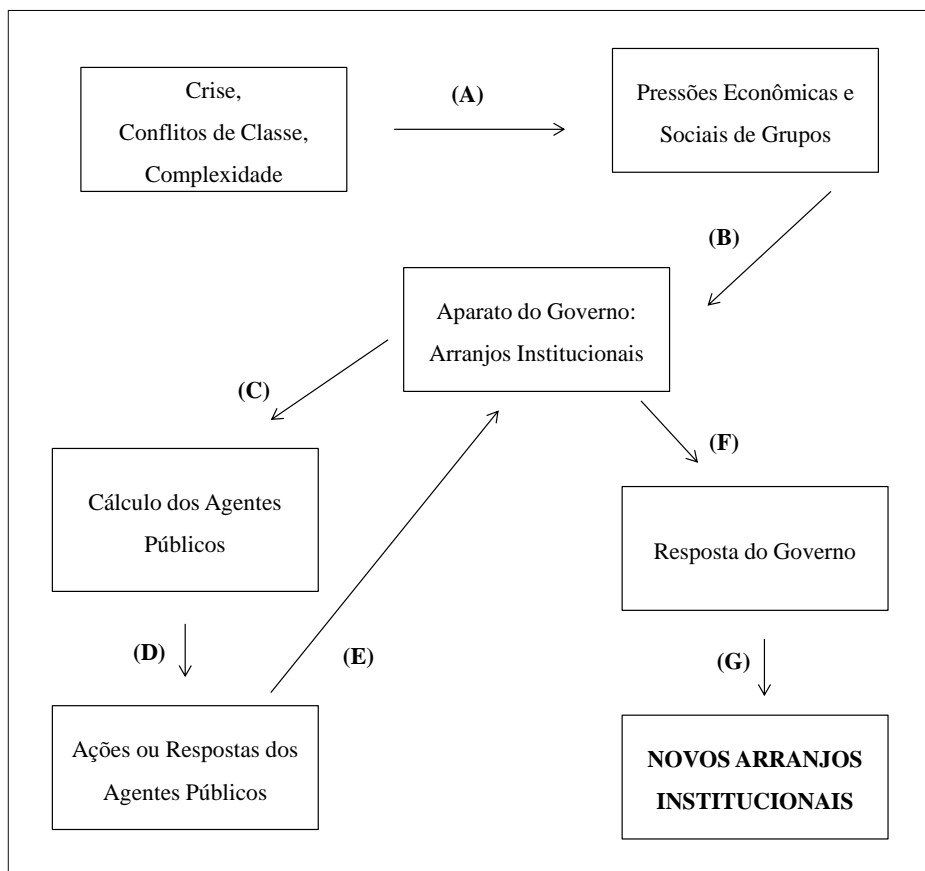 Crise,
Conflitos de Classe,
Complexidade
(A)
Pressões Econômicas e
Sociais de Grupos
(B)
Aparato do Governo:
Arranjos Institucionais
(C)
(F)
Cálculo dos Agentes
Públicos
Resposta do Governo
(D)
(E)
(G)
Ações ou Respostas dos
Agentes Públicos
NOVOS ARRANJOS
INSTITUCIONAIS